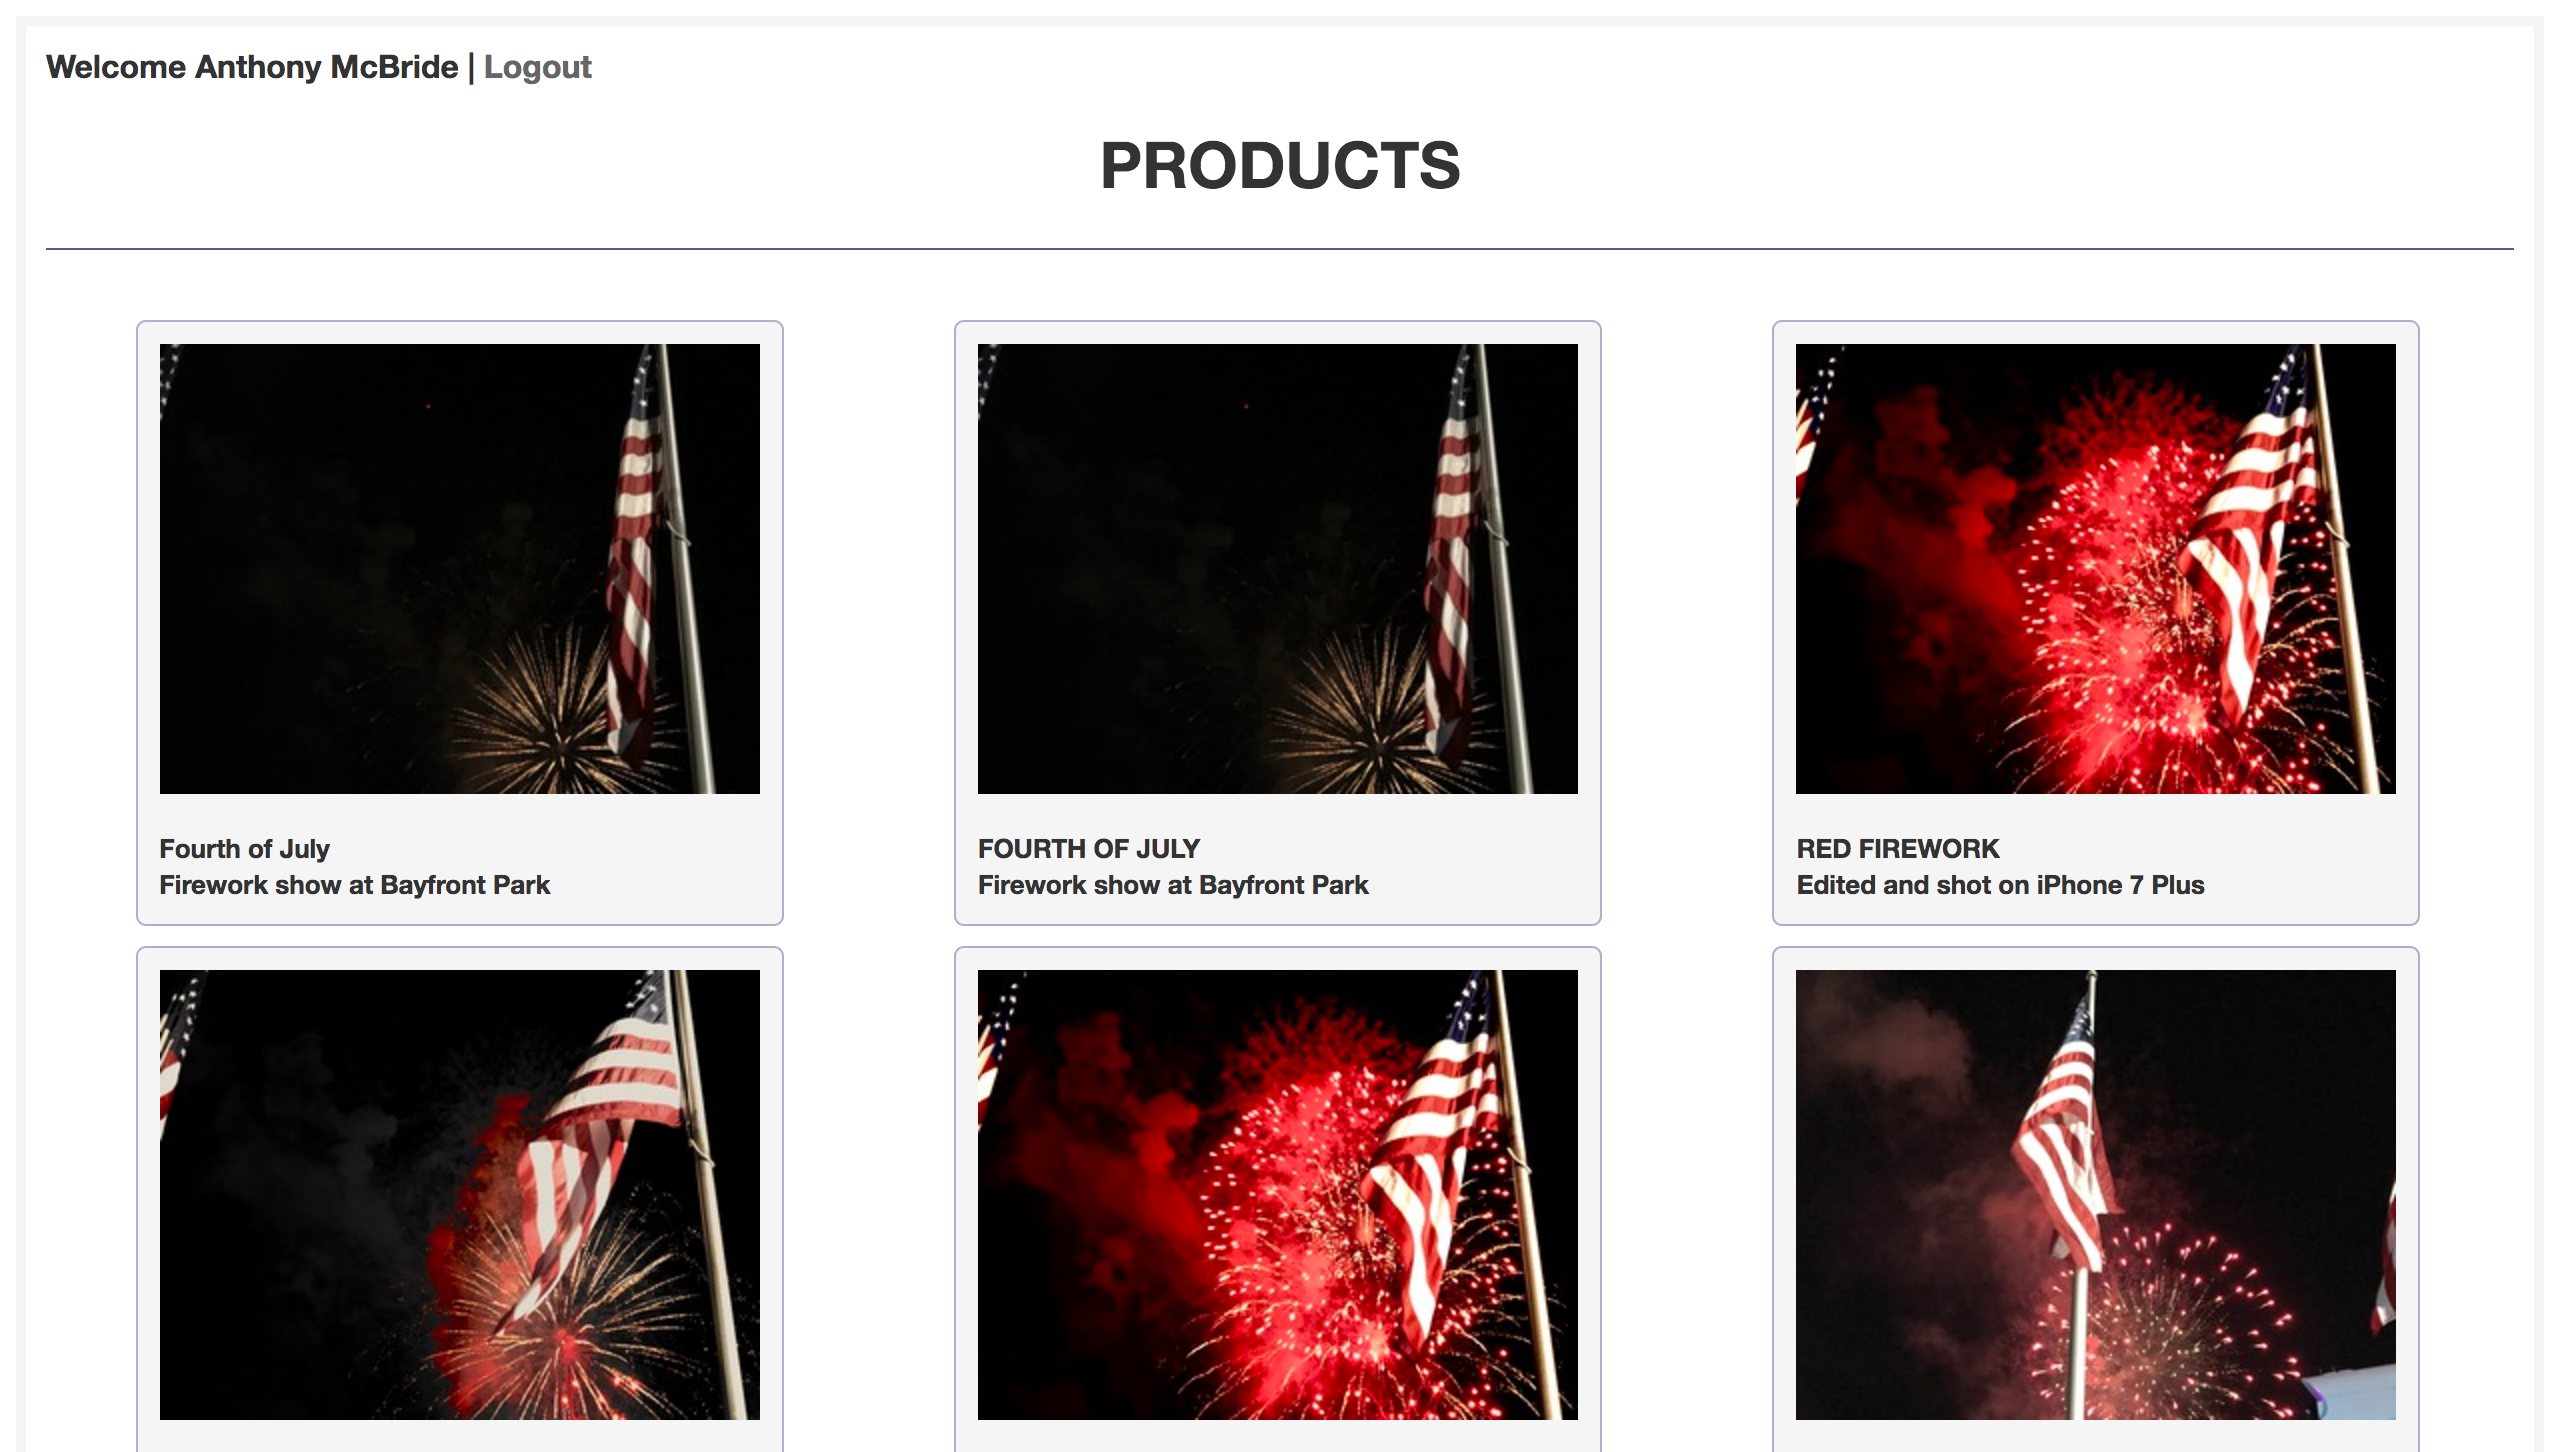 Welcome Anthony McBride | Logout
PRODUCTS
Fourth of July
Firework show at Bayfront Park
FOURTH OF JULY
Firework show at Bayfront Park
RED FIREWORK
Edited and shot on iPhone 7 Plus